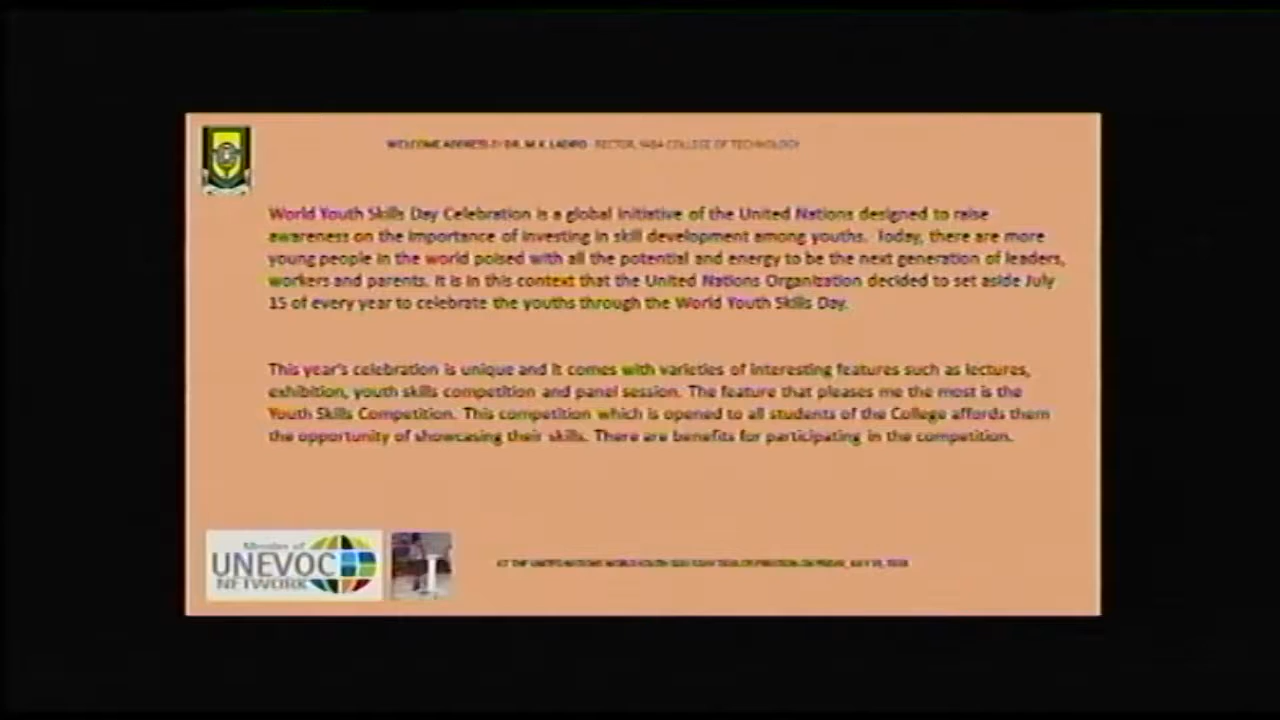 WELCOME ADDRESS BY DR. M. K. LADIPO RECTOR, YABA COLLEGE OF TECHNOLOGY
World Youth Skills Day Celebration is a global initiative of the United Nations designed to raise
awareness on the importance of investing in skill development among youths. Today, there are more
young people in the world poised with all the potential and energy to be the next generation of leaders,
workers and parents. It is in this context that the United Nations Organization decided to set aside July
15 of every year to celebrate the youths through the World Youth Skills Day.
This year's celebration is unique and it comes with varieties of interesting features such as lectures,
exhibition, youth skills competition and panel session. The feature that pleases me the most is the
Youth Skills Competition. This competition which is opened to all students of the College affords them
the opportunity of showcasing their skills. There are benefits for participating in the competition.
Member of
UNEVOC
NETWORK
AT THE UNITED NATIONS WORLD YOUTH